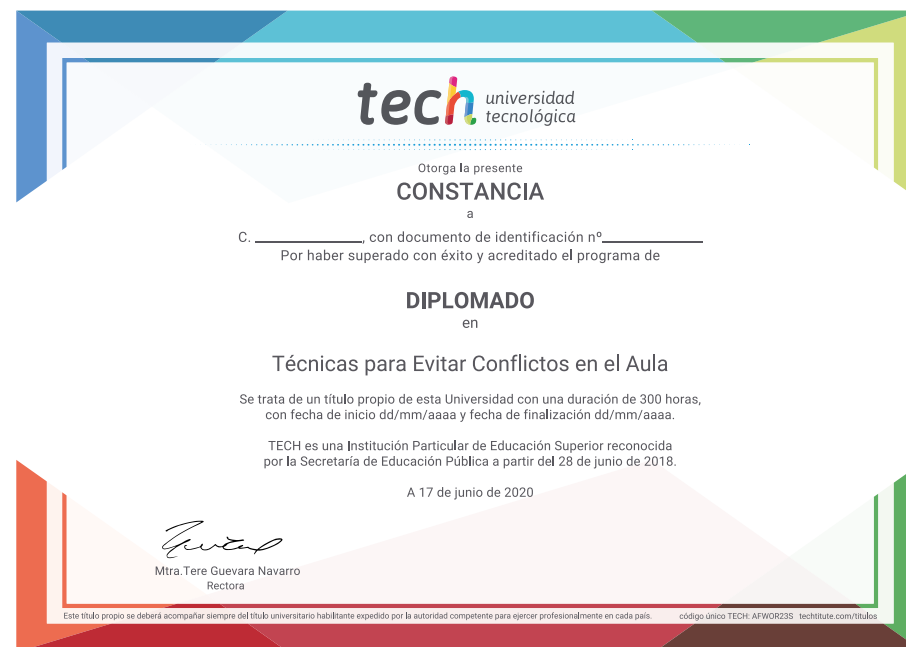 tech universidad
tecnológica
Otorga la presente
CONSTANCIA
a
C. ____________, con documento de identificación nº____________
Por haber superado con éxito y acreditado el programa de
DIPLOMADO
en
Técnicas para Evitar Conflictos en el Aula
Se trata de un título propio de esta Universidad con una duración de 300 horas,
con fecha de inicio dd/mm/aaaa y fecha de finalización dd/mm/aaaa.
TECH es una Institución Particular de Educación Superior reconocida
por la Secretaría de Educación Pública a partir del 28 de junio de 2018.
A 17 de junio de 2020
Mtra.Tere Guevara Navarro
Rectora
Este título propio se deberá acompañar siempre del título universitario habilitante expedido por la autoridad competente para ejercer profesionalmente en cada país. código único TECH: AFWOR23S techtitute.com/titulos